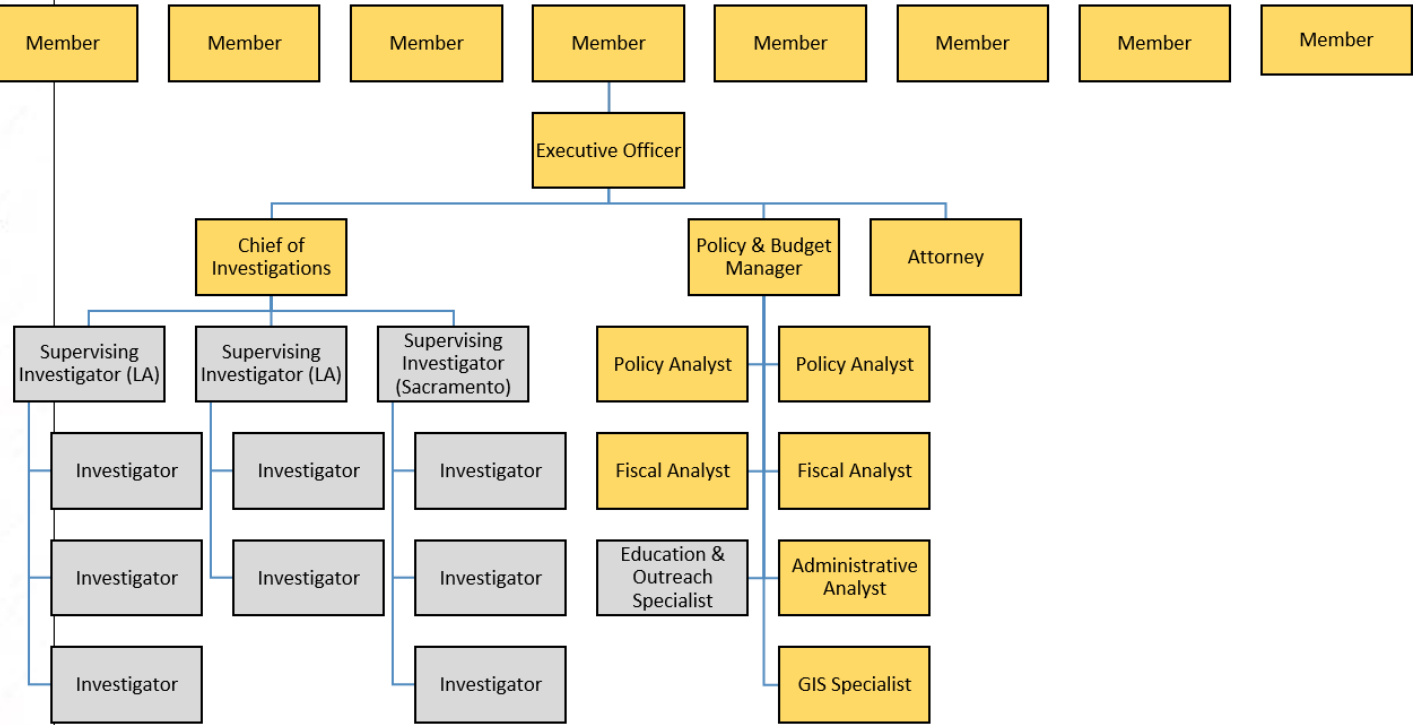 Member
Member
Member
Member
Member
Member
Member
Member
Executive Officer
Chief of
Investigations
Policy & Budget
Manager
Attorney
Supervising
Investigator (LA)
Supervising
Investigator (LA)
Supervising
Investigator
(Sacramento)
Policy Analyst
Policy Analyst
Investigator
Investigator
Investigator
Fiscal Analyst
Fiscal Analyst
Investigator
Investigator
Investigator
Education &
Outreach
Specialist
Administrative
Analyst
Investigator
Investigator
GIS Specialist